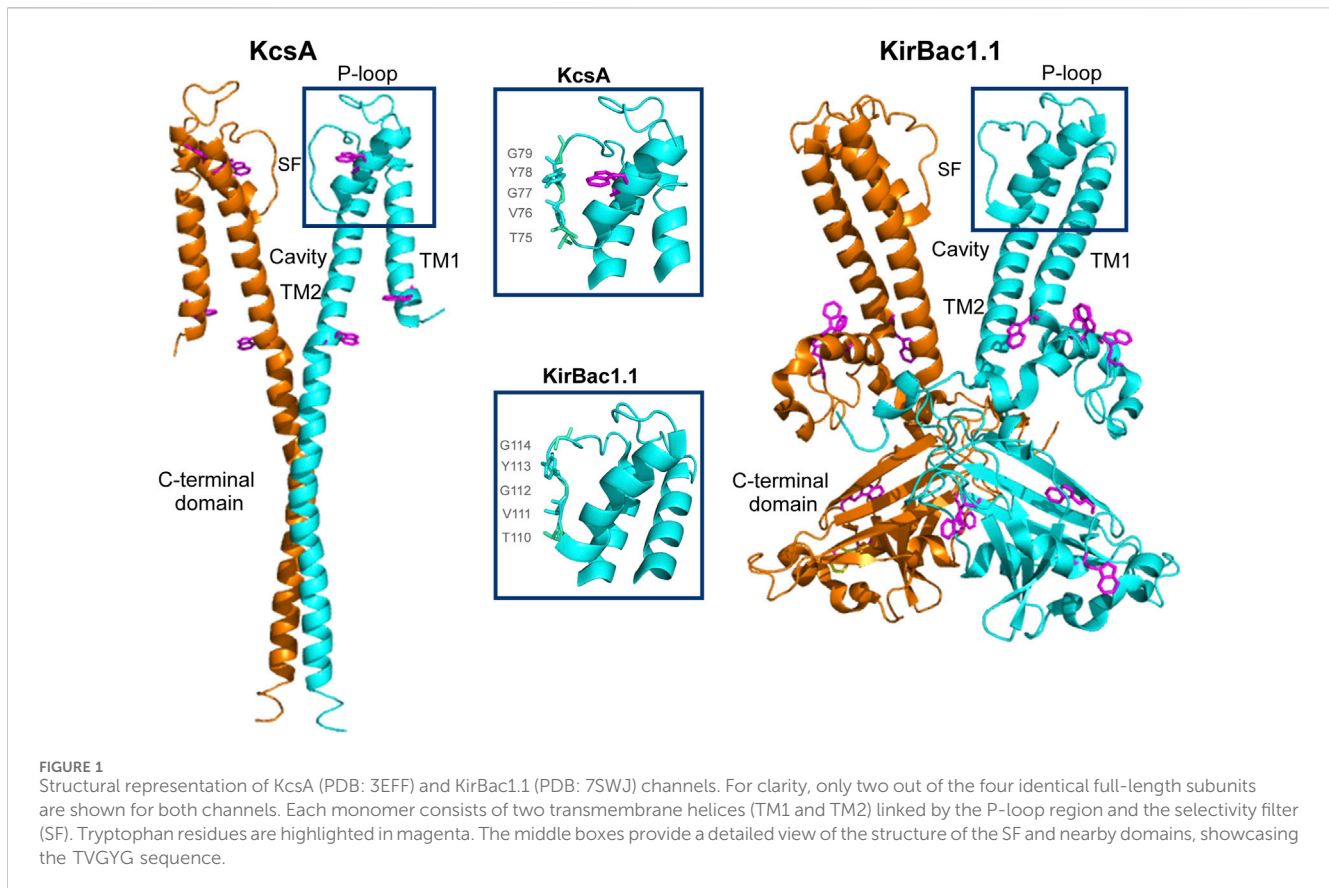 KcsA
P-loop
SF
Cavity
TM2
TM1
C-terminal
domain
KcsA
G79
Y78
G77
V76
T75
KirBac1.1
G114
Y113
G112
V111
T110
KirBac1.1
P-loop
SF
Cavity
TM1
TM2
C-terminal
domain
FIGURE 1
Structural representation of KcsA (PDB: 3EFF) and KirBac1.1 (PDB: 7SWJ) channels. For clarity, only two out of the four identical full-length subunits
are shown for both channels. Each monomer consists of two transmembrane helices (TM1 and TM2) linked by the P-loop region and the selectivity filter
(SF). Tryptophan residues are highlighted in magenta. The middle boxes provide a detailed view of the structure of the SF and nearby domains, showcasing
the TVGYG sequence.